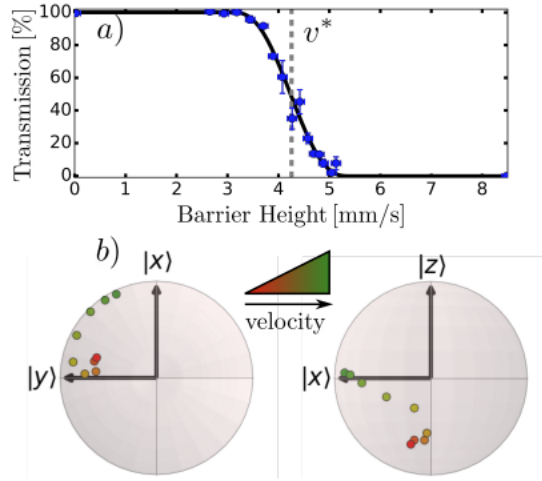 a)
v*
Transmission [%]
100
80
60
40
20
0
0 1 2 3 4 5 6 7 8
Barrier Height [mm/s]
b)
|x⟩ |z⟩
velocity
|y⟩ |x⟩